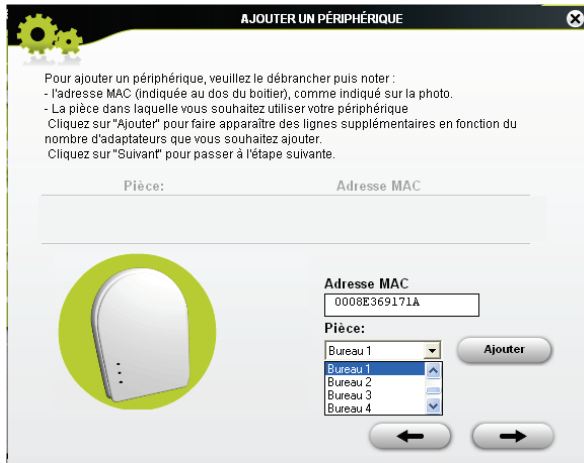 AJOUTER UN PÉRIPHÉRIQUE
Pour ajouter un périphérique, veuillez le débrancher puis noter :
- l'adresse MAC (indiquée au dos du boitier), comme indiqué sur la photo.
- La pièce dans laquelle vous souhaitez utiliser votre périphérique
Cliquez sur "Ajouter" pour faire apparaître des lignes supplémentaires en fonction du
nombre d'adaptateurs que vous souhaitez ajouter.
Cliquez sur "Suivant" pour passer à l'étape suivante.
Pièce: Adresse MAC
Adresse MAC
0008E369171A
Pièce:
Bureau 1
Ajouter
Bureau 1
Bureau 2
Bureau 3
Bureau 4